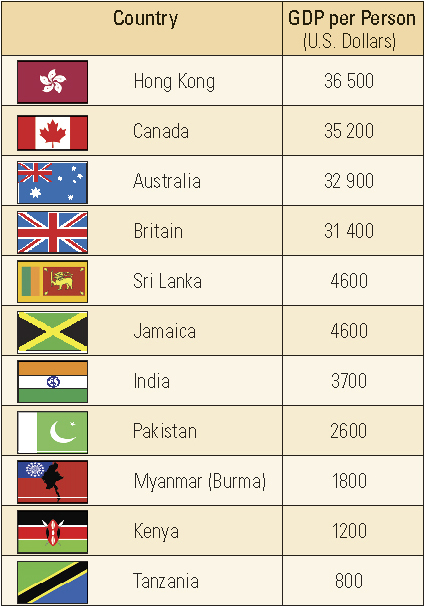 Country GDP per Person
(U.S. Dollars)
Hong Kong 36 500
Canada 35 200
Australia 32 900
Britain 31 400
Sri Lanka 4600
Jamaica 4600
India 3700
Pakistan 2600
Myanmar (Burma) 1800
Kenya 1200
Tanzania 800